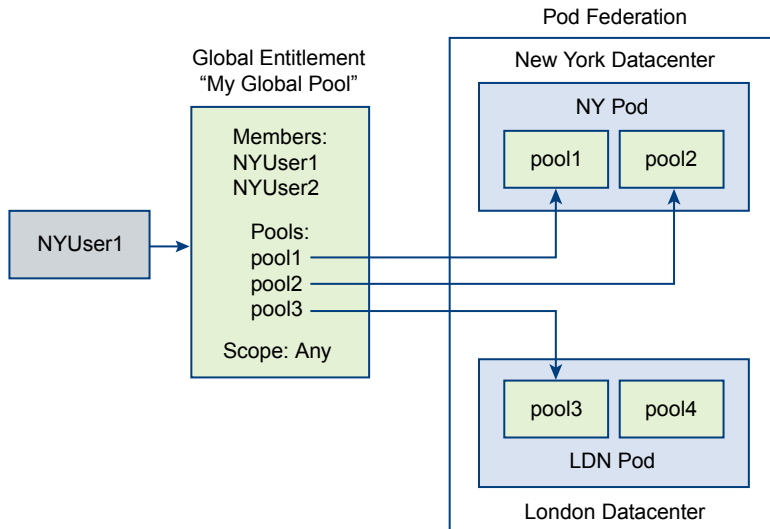 Pod Federation
Global Entitlement
“My Global Pool”
New York Datacenter
NY Pod
pool1
pool2
Members:
NYUser1
NYUser2
NYUser1
Pools:
pool1
pool2
pool3
Scope: Any
pool3
pool4
LDN Pod
London Datacenter